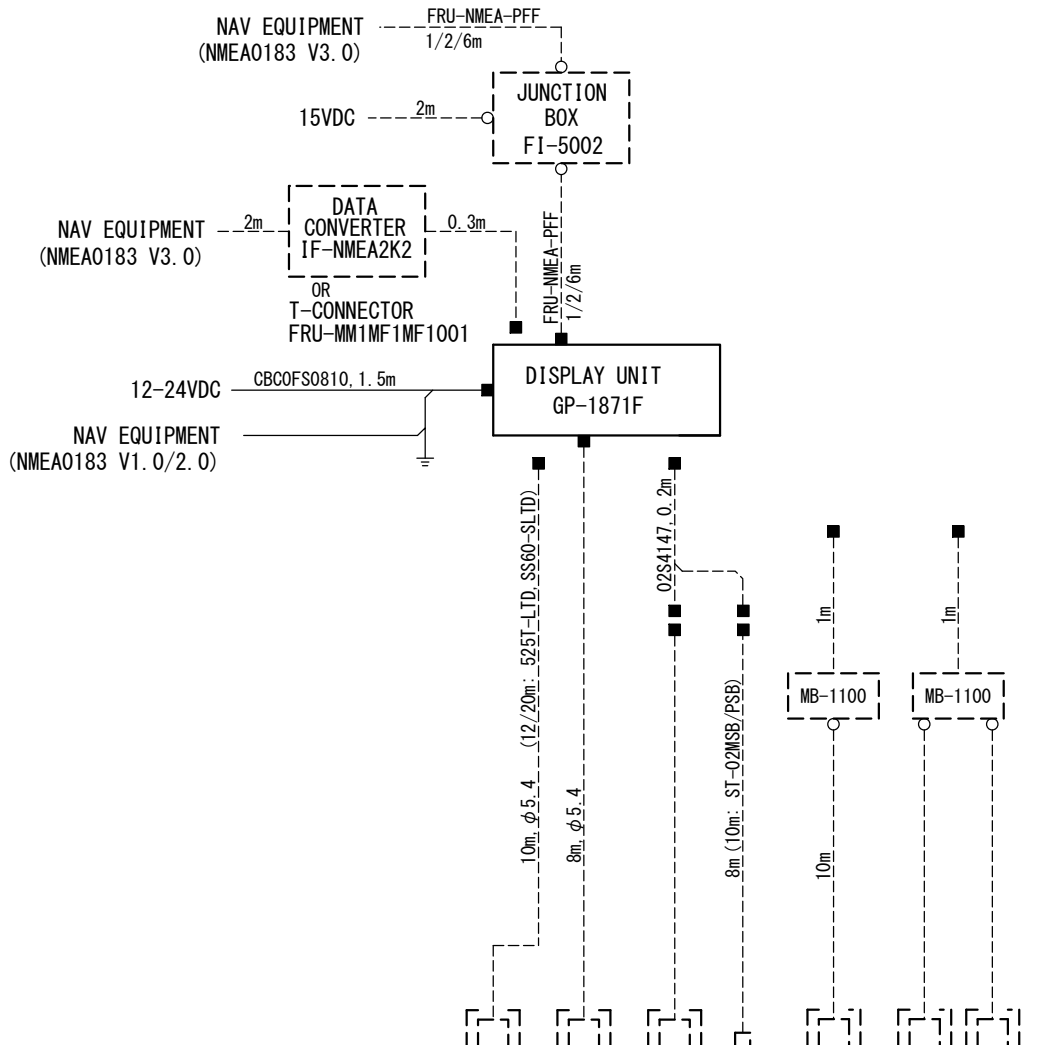 NAV EQUIPMENT
(NMEA0183 V3.0)
FRU-NMEA-PFF
1/2/6m
JUNCTION
BOX
FI-5002
15VDC
2m
NAV EQUIPMENT
(NMEA0183 V3.0)
2m
DATA
CONVERTER
IF-NMEA2K2
0.3m
OR
T-CONNECTOR
FRU-MM1MF1MF1001
FRU-NMEA-PFF
1/2/6m
12-24VDC
CBC0FS0810,1.5m
DISPLAY UNIT
GP-1871F
NAV EQUIPMENT
(NMEA0183 V1.0/2.0)
10m,φ5.4 (12/20m: 525T-LTD,SS60-SLTD)
8m,φ5.4
02S4147,0.2m
8m (10m: ST-02MSB/PSB)
1m
MB-1100
10m
1m
MB-1100